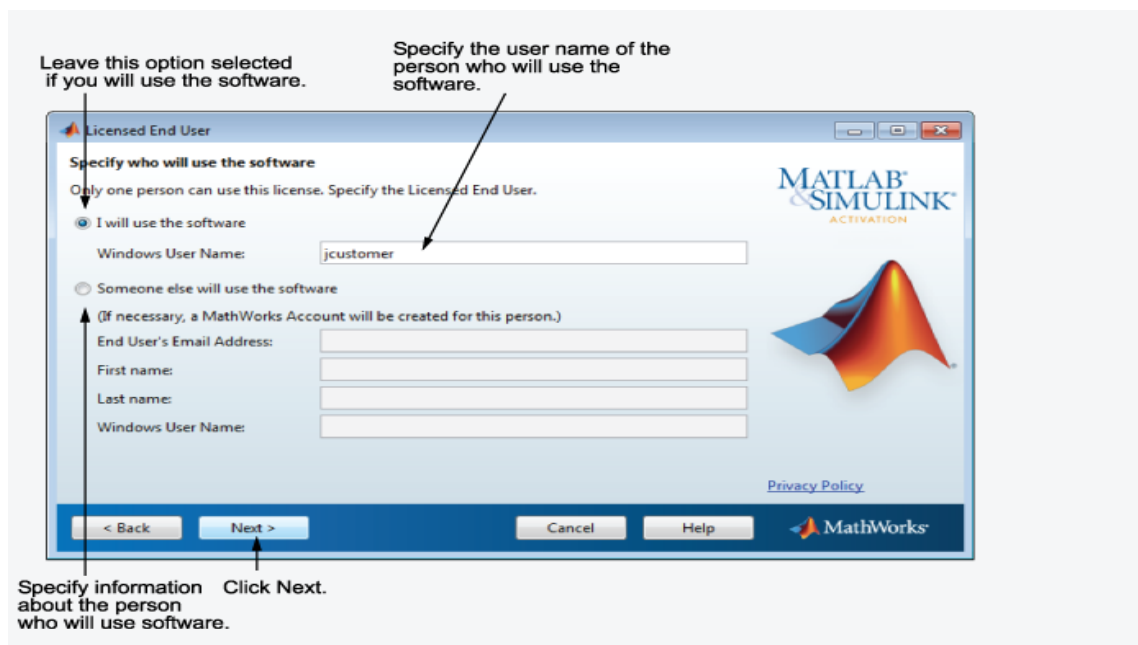 Leave this option selected
if you will use the software.
Specify the user name of the
person who will use the
software.
Licensed End User
Specify who will use the software
Only one person can use this license. Specify the Licensed End User.
MATLAB®
&SIMULINK®
ACTIVATION
I will use the software
Windows User Name:
jcustomer
Someone else will use the software
(If necessary, a MathWorks Account will be created for this person.)
End User's Email Address:
First name:
Last name:
Windows User Name:
Privacy Policy
< Back
Next >
Cancel
Help
MathWorks®
Specify information
about the person
who will use software.
Click Next.